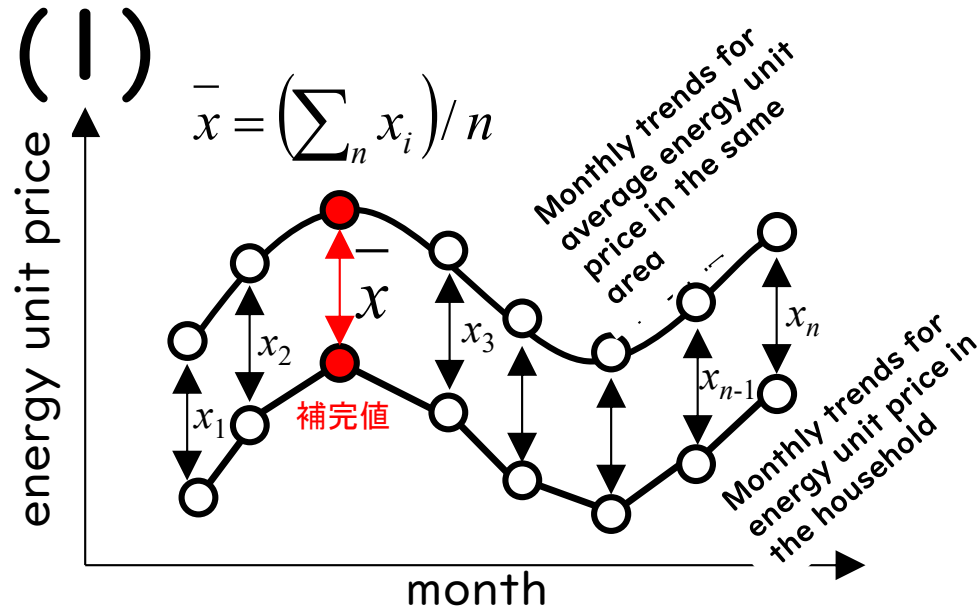 (1)
x̄ = (∑ₙ xᵢ) / n
Monthly trends for
average energy unit
price in the same
area
energy unit price
x̄
x₁
x₂
x₃
xₙ₋₁
xₙ
補完値
Monthly trends for
energy unit price in
the household
month